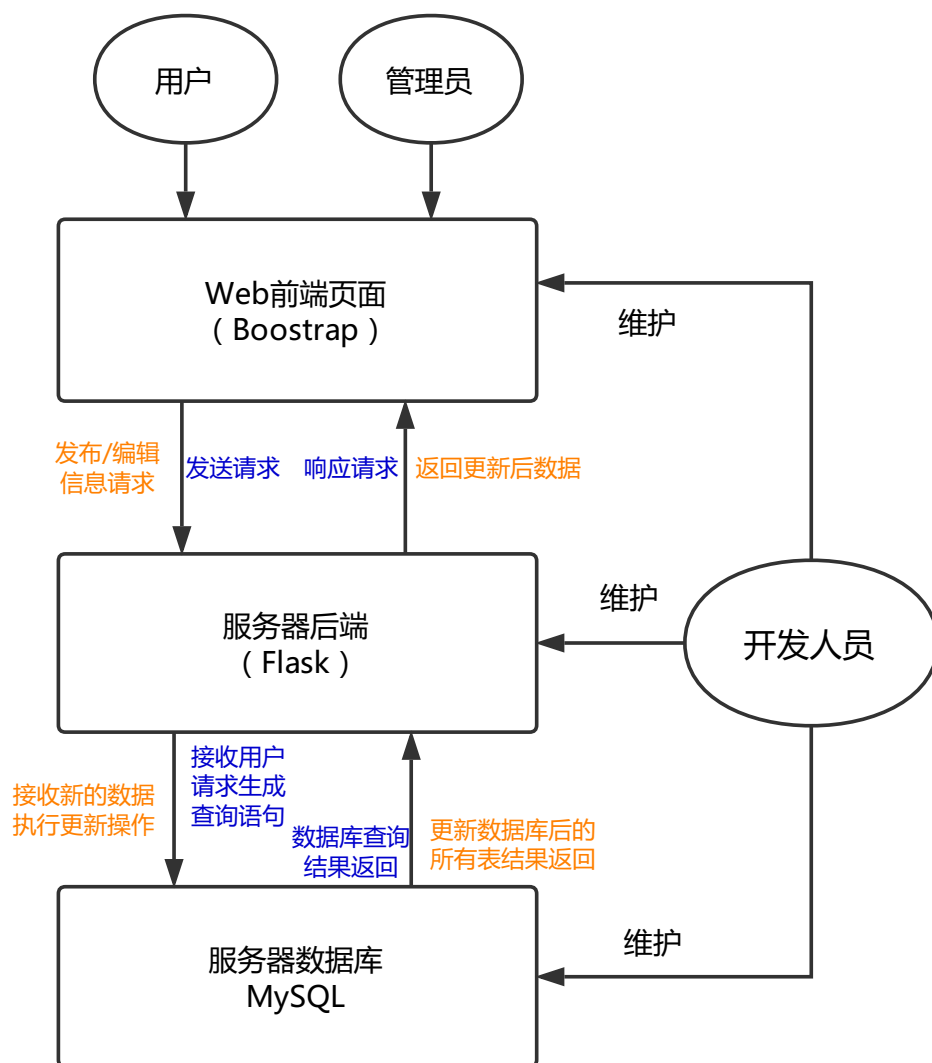 用户
管理员
Web前端页面
（Boostrap）
维护
发布/编辑
信息请求
发送请求
响应请求
返回更新后数据
服务器后端
（Flask）
维护
开发人员
接收新的数据
执行更新操作
接收用户
请求生成
查询语句
数据库查询
结果返回
更新数据库后的
所有表结果返回
服务器数据库
MySQL
维护